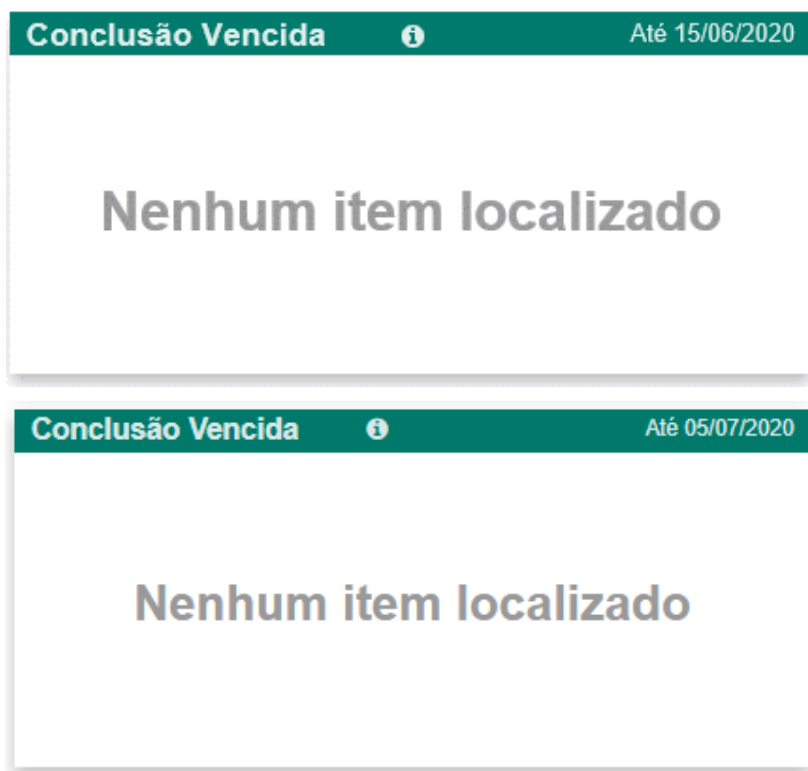 Conclusão Vencida Até 15/06/2020
Nenhum item localizado
Conclusão Vencida Até 05/07/2020
Nenhum item localizado